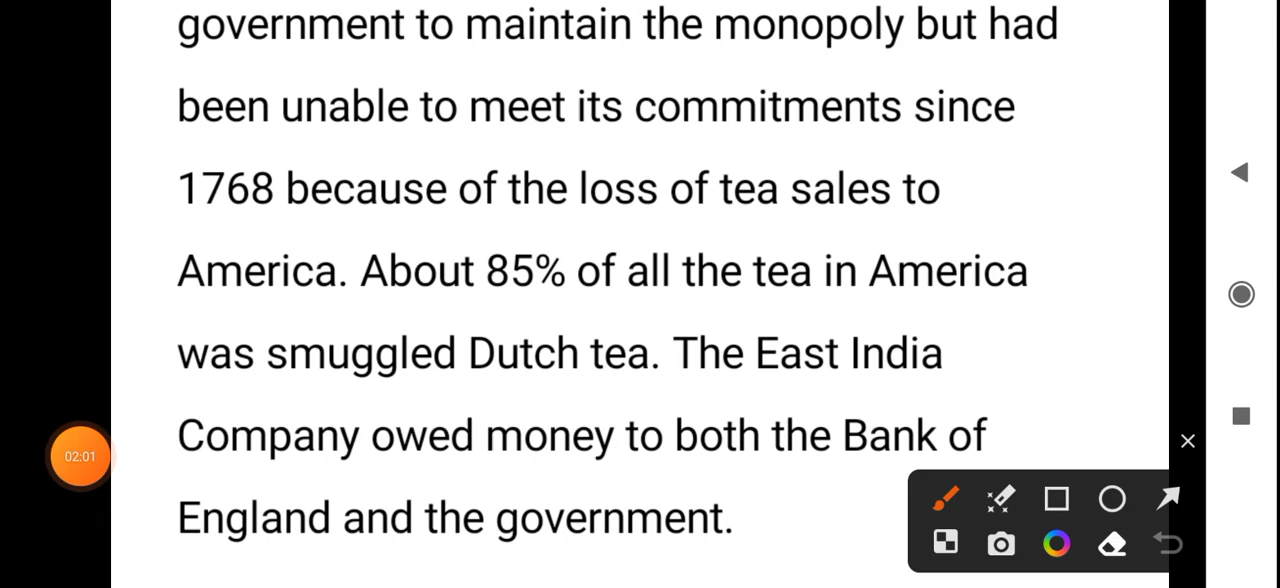 government to maintain the monopoly but had
been unable to meet its commitments since
1768 because of the loss of tea sales to
America. About 85% of all the tea in America
was smuggled Dutch tea. The East India
Company owed money to both the Bank of
England and the government.
02:01